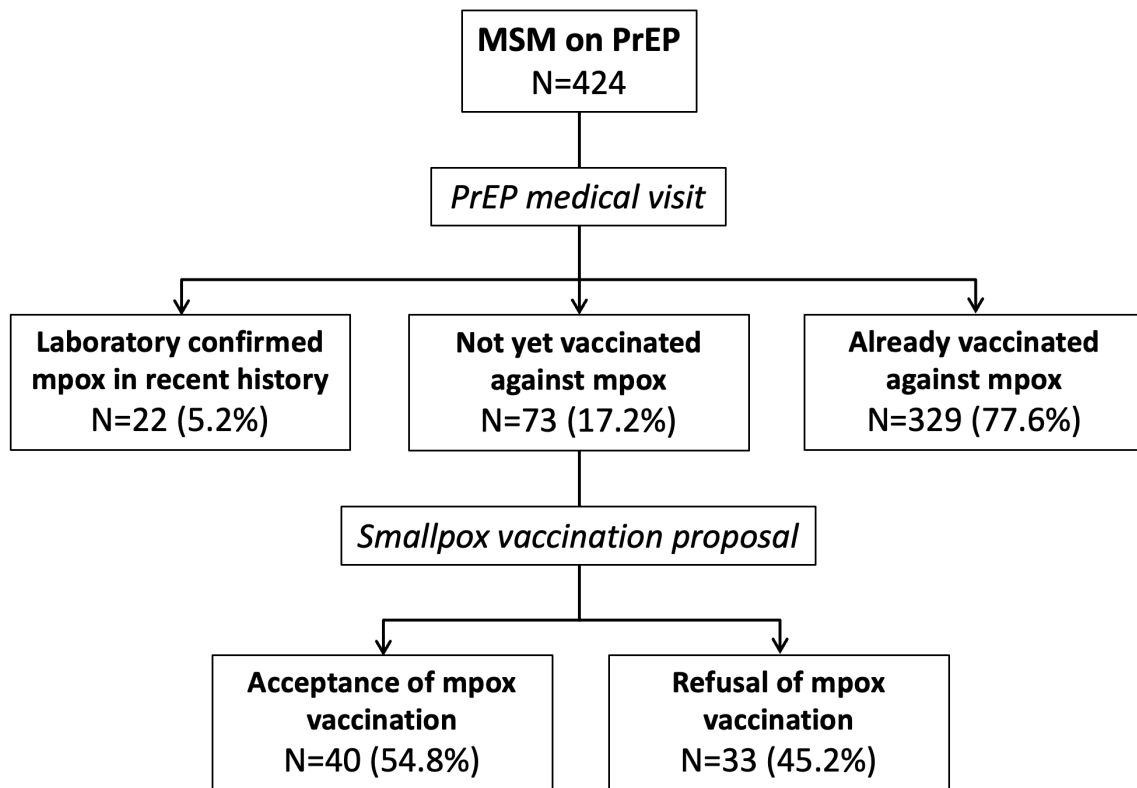 MSM on PrEP
N=424
PrEP medical visit
Laboratory confirmed
mpox in recent history
N=22 (5.2%)
Not yet vaccinated
against mpox
N=73 (17.2%)
Already vaccinated
against mpox
N=329 (77.6%)
Smallpox vaccination proposal
Acceptance of mpox
vaccination
N=40 (54.8%)
Refusal of mpox
vaccination
N=33 (45.2%)